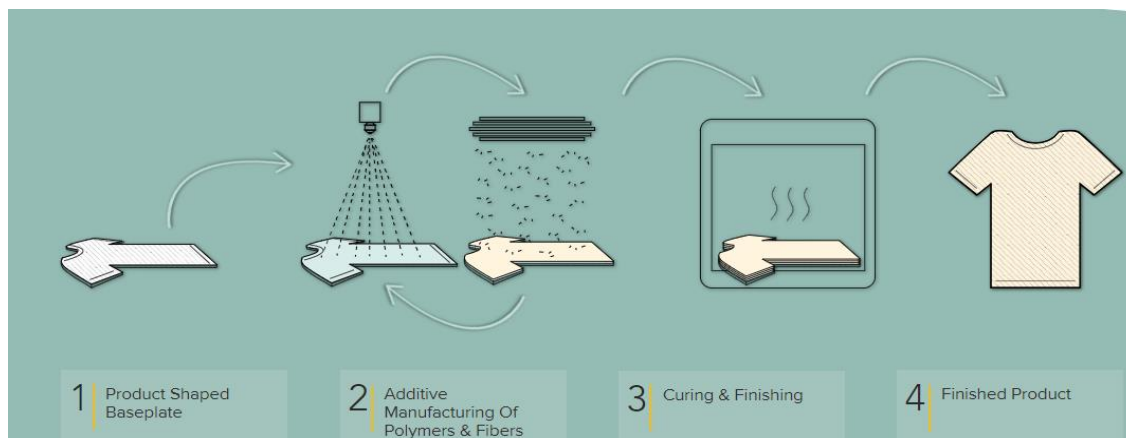 1
Product Shaped
Baseplate
2
Additive
Manufacturing Of
Polymers & Fibers
3
Curing & Finishing
4
Finished Product